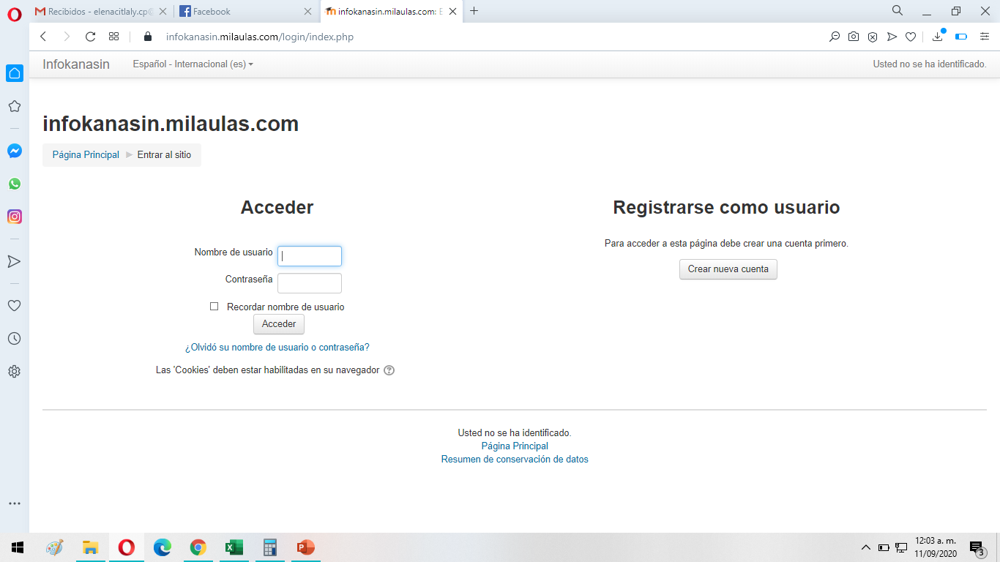 Recibidos - elenacitlaly.cp@
Facebook
infokanasin.milaulas.com: E
infokanasin.milaulas.com/login/index.php
Infokanasin
Español - Internacional (es)
Usted no se ha identificado.
infokanasin.milaulas.com
Página Principal
Entrar al sitio
Acceder
Nombre de usuario
Contraseña
Recordar nombre de usuario
Acceder
¿Olvidó su nombre de usuario o contraseña?
Las 'Cookies' deben estar habilitadas en su navegador
Registrarse como usuario
Para acceder a esta página debe crear una cuenta primero.
Crear nueva cuenta
Usted no se ha identificado.
Página Principal
Resumen de conservación de datos
12:03 a. m.
11/09/2020
3